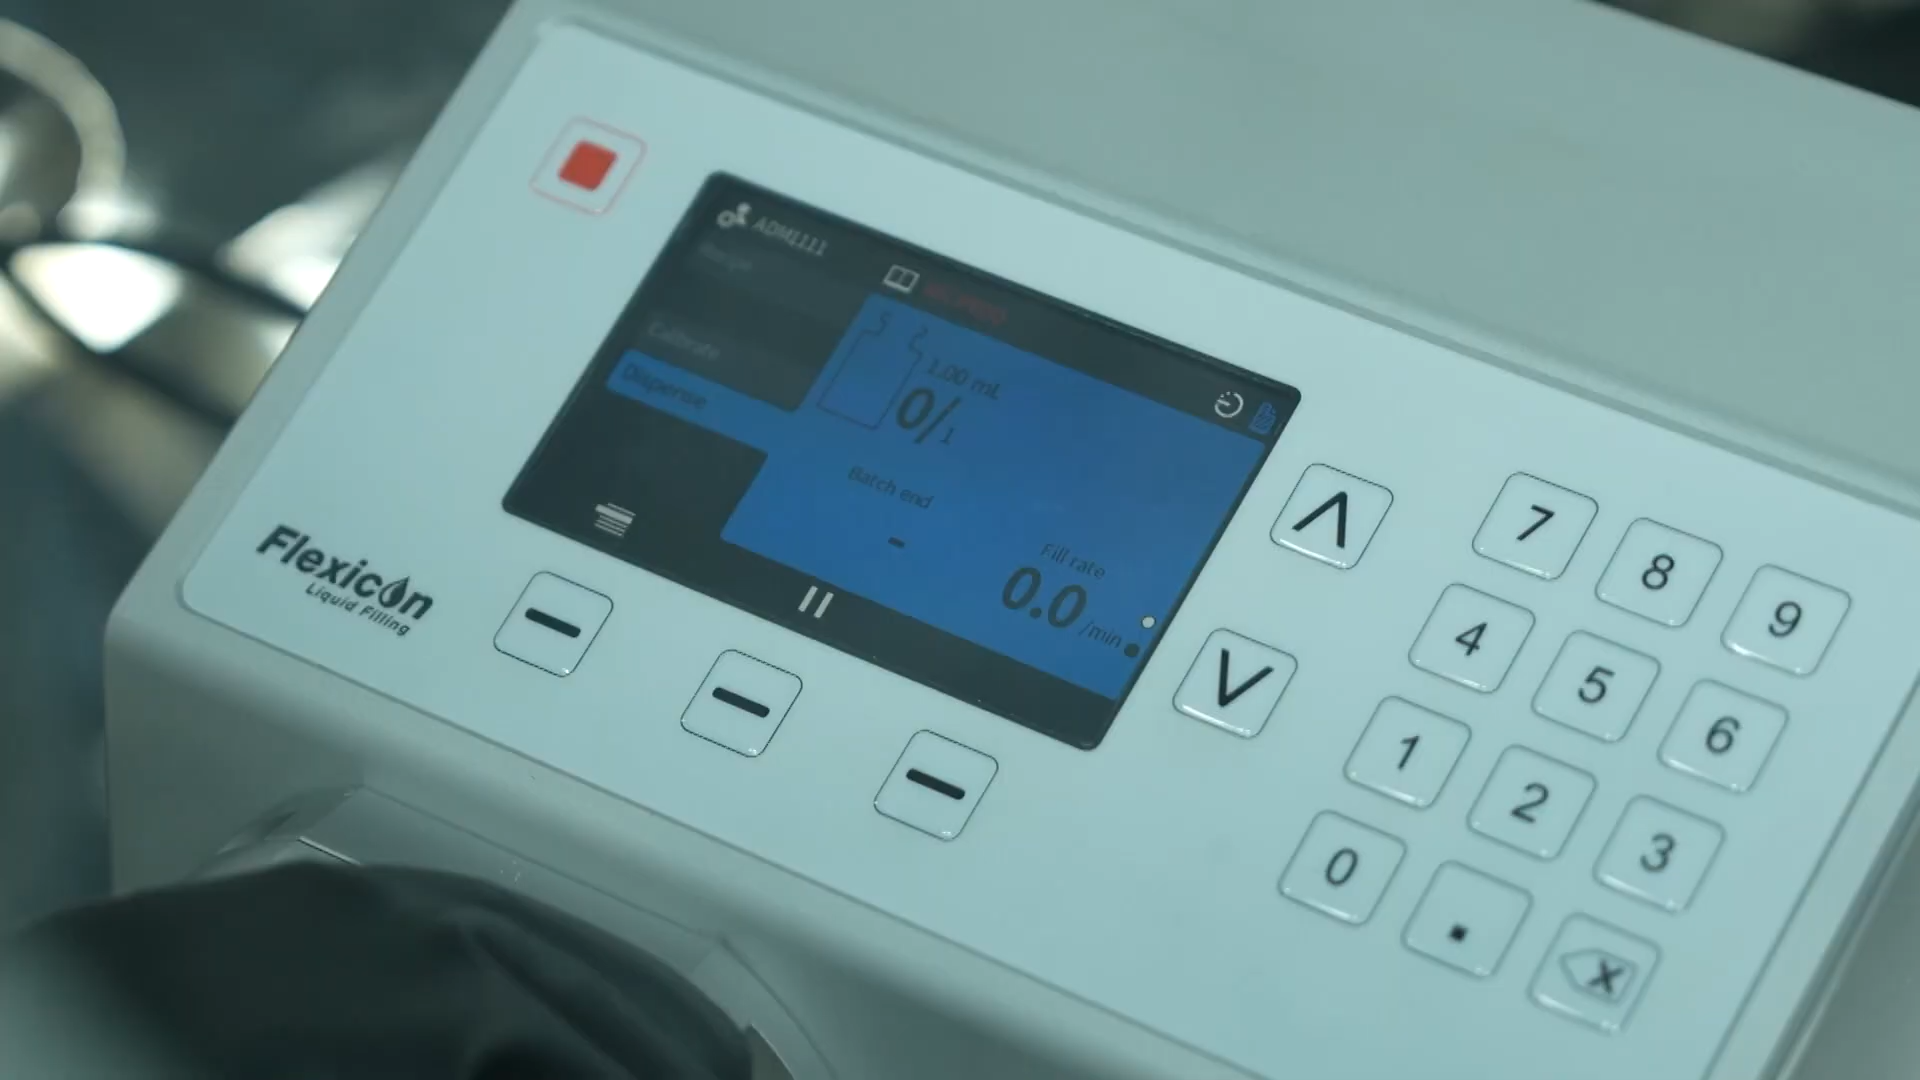 ADM1111
Recipe
Calibrate
Dispense
1.00 mL
0/1
Batch end
-
Fill rate
0.0 /min
Flexicon
Liquid Filling
7
8
9
4
5
6
1
2
3
0
.
X